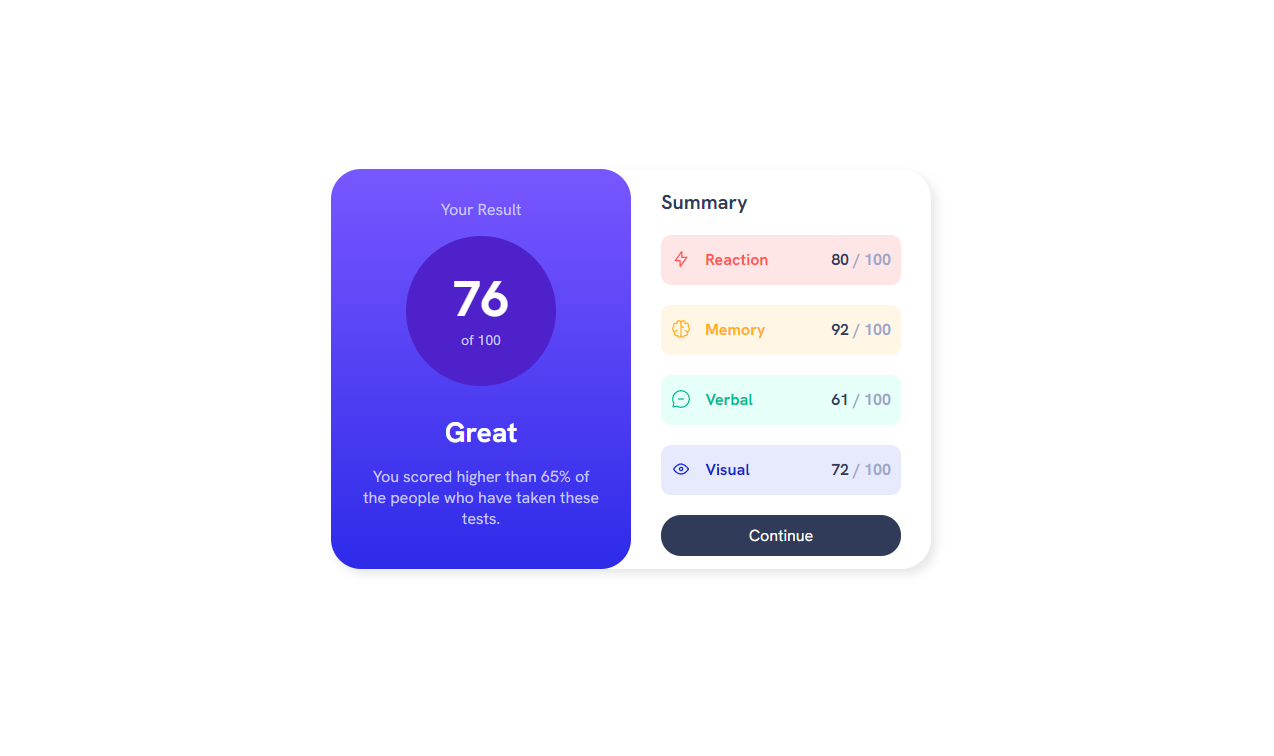 Your Result
76
of 100
Great
You scored higher than 65% of
the people who have taken these
tests.
Summary
Reaction 80 / 100
Memory 92 / 100
Verbal 61 / 100
Visual 72 / 100
Continue